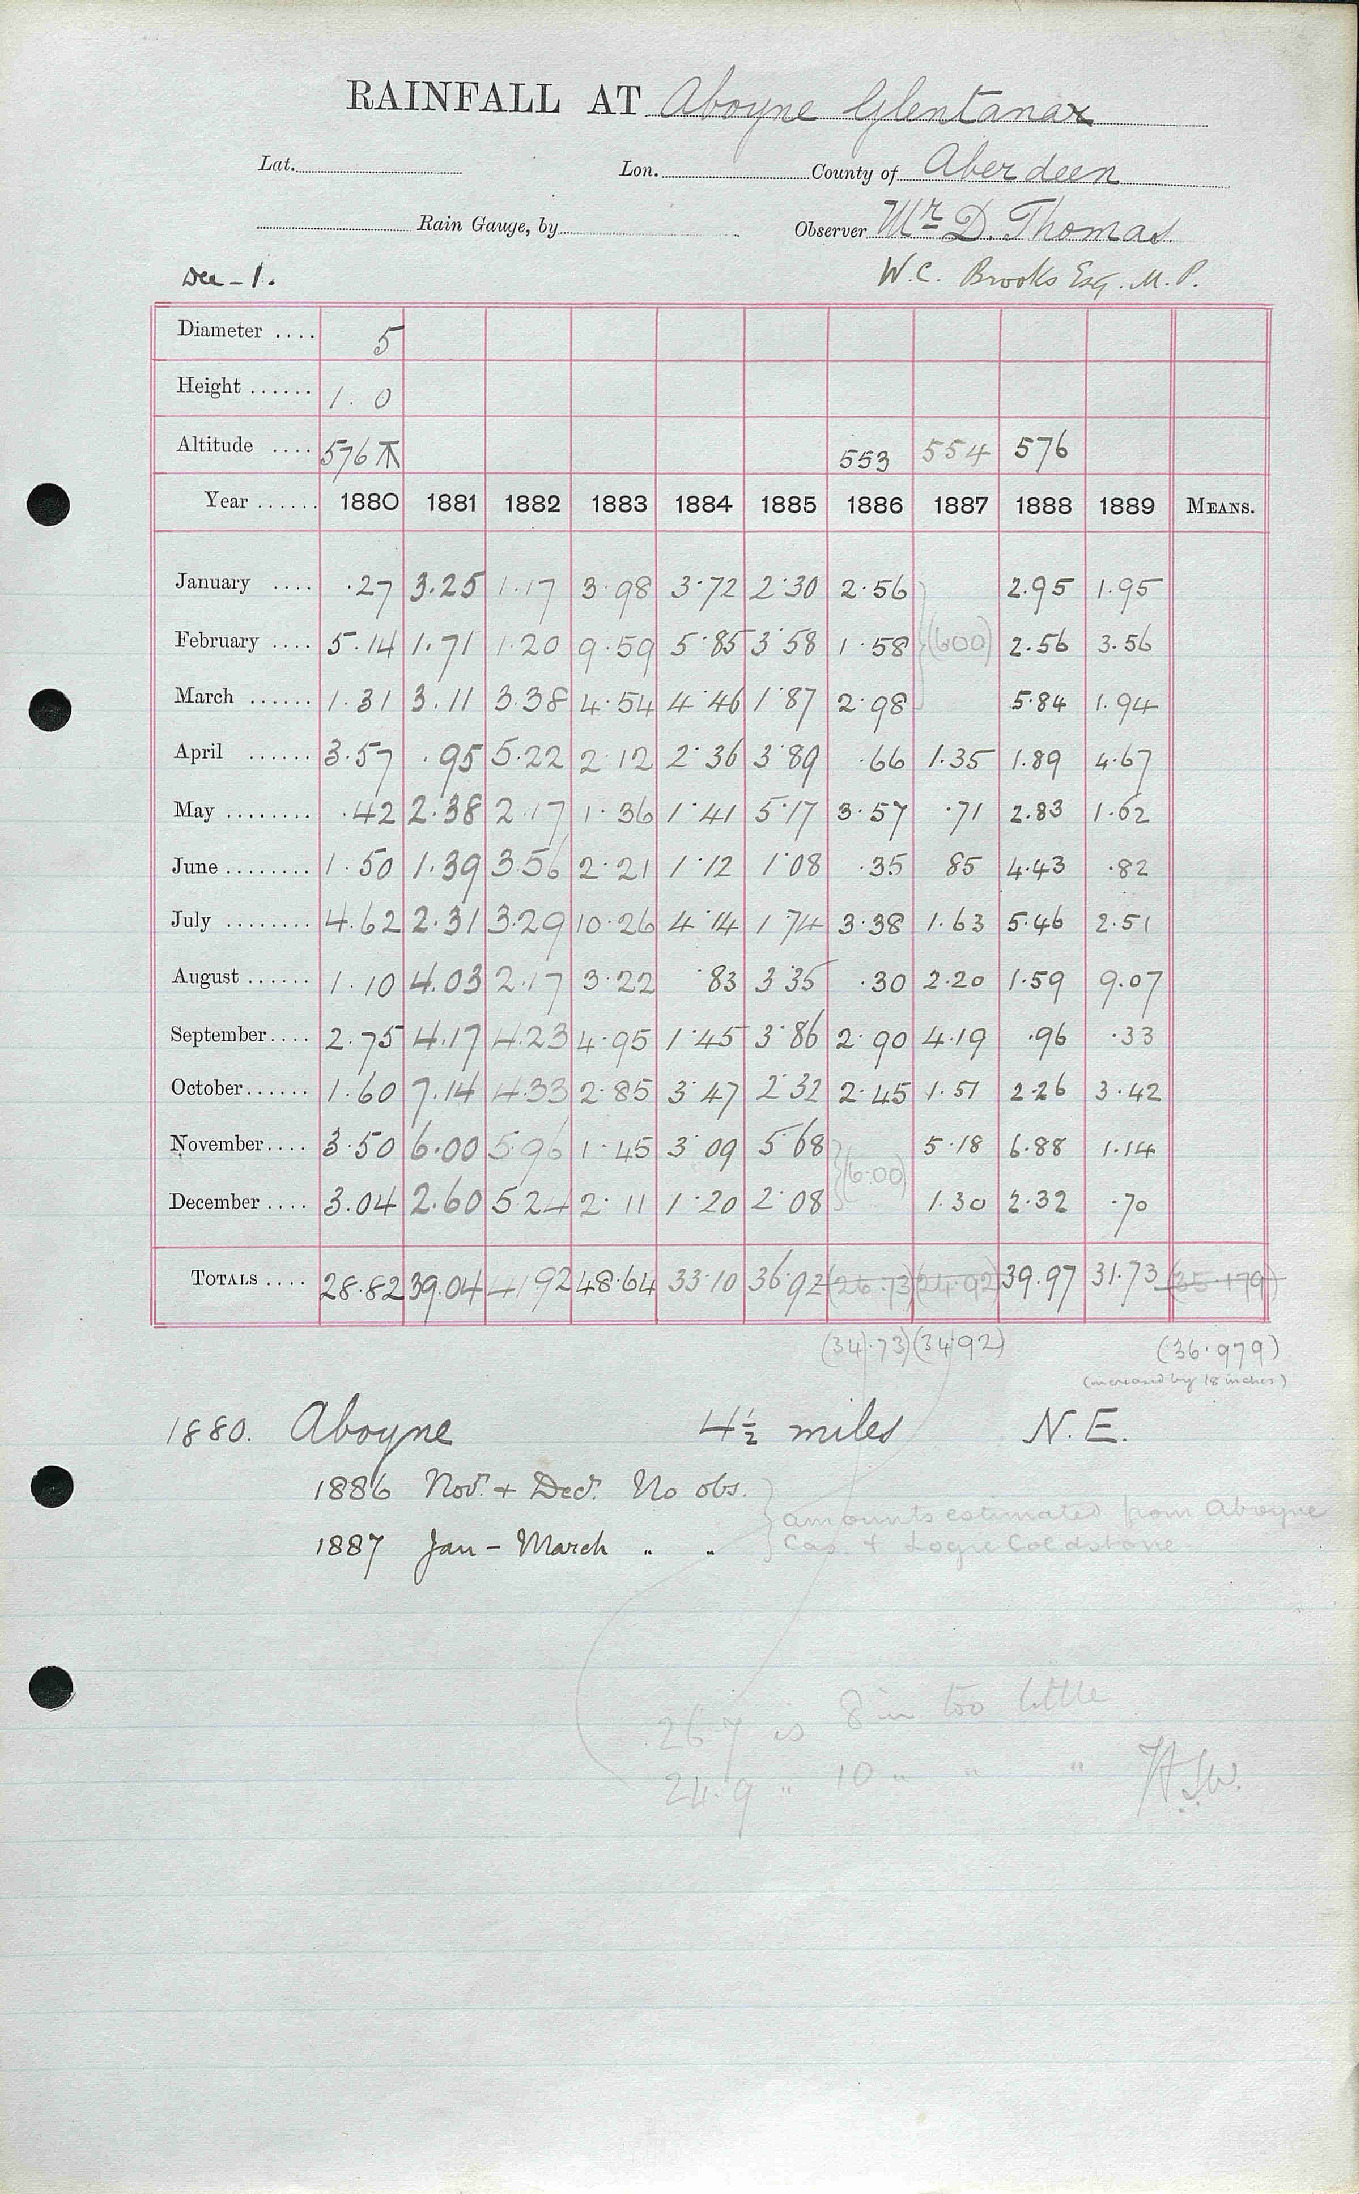 RAINFALL AT Aboyne Glentanar
Lat. Lon. County of Aberdeen
Rain Gauge, by Observer Mr D. Thomas
Dee - 1. W.C. Brooks Esq. M.P.
Diameter .... 5
Height ...... 1.0
Altitude .... 576 553 554 576
Year ...... 1880 1881 1882 1883 1884 1885 1886 1887 1888 1889 MEANS.
January .... .27 3.25 1.17 3.98 3.72 2.30 2.56 2.95 1.95
February .... 5.14 1.71 1.20 9.59 5.85 3.58 1.58 (600) 2.56 3.56
March ...... 1.31 3.11 3.38 4.54 4.46 1.87 2.98 5.84 1.94
April ...... 3.57 .95 5.22 2.12 2.36 3.89 .66 1.35 1.89 4.67
May ........ .42 2.38 2.17 1.36 1.41 5.17 3.57 .71 2.83 1.62
June ........ 1.50 1.39 3.56 2.21 1.12 1.08 .35 85 4.43 .82
July ........ 4.62 2.31 3.29 10.26 4.14 1 74 3.38 1.63 5.46 2.51
August ...... 1.10 4.03 2.17 3.22 .83 3.35 .30 2.20 1.59 9.07
September.... 2.75 4.17 4.23 4.95 1.45 3.86 2.90 4.19 .96 .33
October...... 1.60 7.14 4.33 2.85 3.47 2.32 2.45 1.51 2.26 3.42
November.... 3.50 6.00 5.96 1.45 3.09 5.68 5.18 6.88 1.14
(6.00)
December .... 3.04 2.60 5.24 2.11 1.20 2.08 1.30 2.32 .70
TOTALS .... 28.82 39.04 41.92 48.64 33.10 36.92 (26.73) (24.92) 39.97 31.73 (35.179)
(34.73) (34.92) (36.979)
(increased by 18 inches)
1880. Aboyne 4½ miles N.E.
1886 Nov. + Dec. No obs.
amounts estimated from Aboyne
1887 Jan - March " "
Cas. + Logie Coldstone
26.7 is 8 in too little
24.9 " 10 " " "